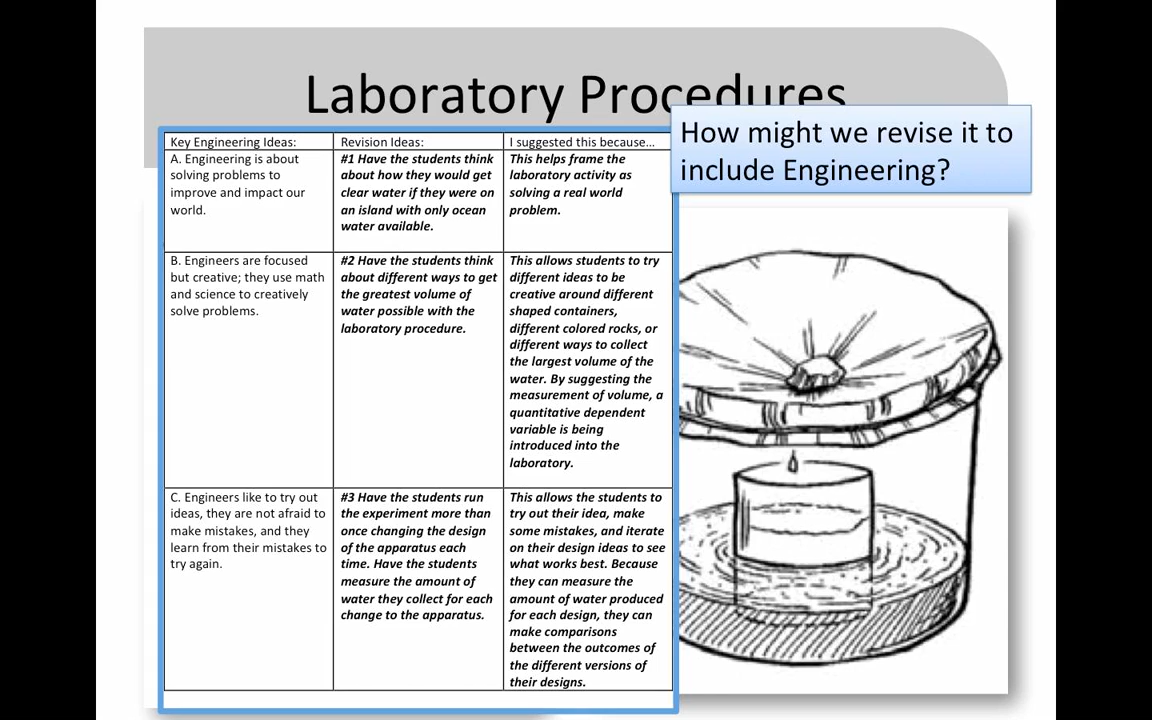 Laboratory Procedures
How might we revise it to
include Engineering?
Key Engineering Ideas:
Revision Ideas:
I suggested this because...
A. Engineering is about
solving problems to
improve and impact our
world.
#1 Have the students think
about how they would get
clear water if they were on
an island with only ocean
water available.
This helps frame the
laboratory activity as
solving a real world
problem.
B. Engineers are focused
but creative; they use math
and science to creatively
solve problems.
#2 Have the students think
about different ways to get
the greatest volume of
water possible with the
laboratory procedure.
This allows students to try
different ideas to be
creative around different
shaped containers,
different colored rocks, or
different ways to collect
the largest volume of the
water. By suggesting the
measurement of volume, a
quantitative dependent
variable is being
introduced into the
laboratory.
C. Engineers like to try out
ideas, they are not afraid to
make mistakes, and they
learn from their mistakes to
try again.
#3 Have the students run
the experiment more than
once changing the design
of the apparatus each
time. Have the students
measure the amount of
water they collect for each
change to the apparatus.
This allows the students to
try out their idea, make
some mistakes, and iterate
on their design ideas to see
what works best. Because
they can measure the
amount of water produced
for each design, they can
make comparisons
between the outcomes of
the different versions of
their designs.